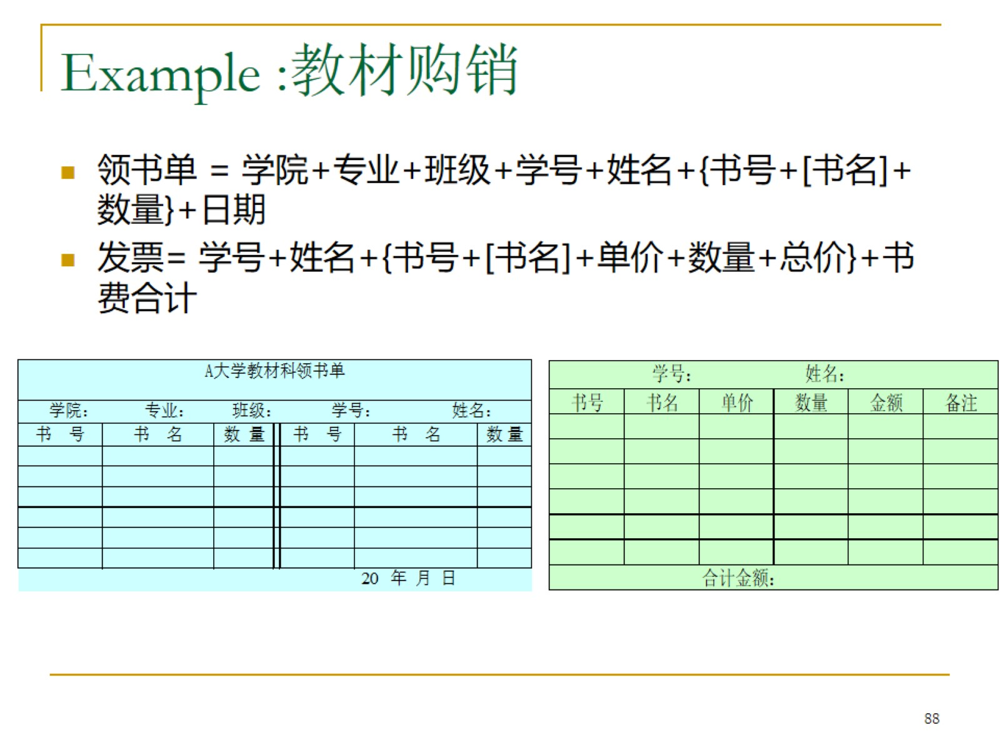 Example :教材购销
领书单 = 学院+专业+班级+学号+姓名+{书号+[书名]+
数量}+日期
发票= 学号+姓名+{书号+[书名]+单价+数量+总价}+书
费合计
A大学教材科领书单
学院: 专业: 班级: 学号: 姓名:
书 号 书 名 数 量 书 号 书 名 数 量
20 年 月 日
学号: 姓名:
书号 书名 单价 数量 金额 备注
合计金额:
88